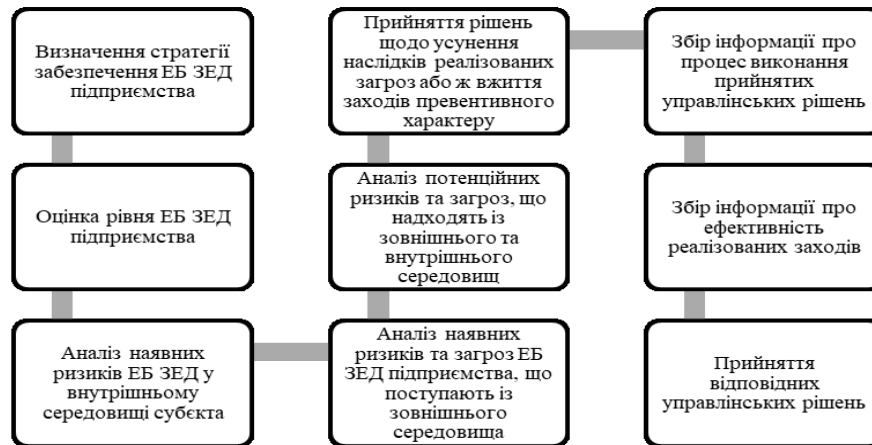 Визначення стратегії
забезпечення ЕБ ЗЕД
підприємства
Оцінка рівня ЕБ ЗЕД
підприємства
Аналіз наявних
ризиків ЕБ ЗЕД у
внутрішньому
середовищі субєкта
Аналіз наявних ризиків
та загроз ЕБ
ЗЕД підприємства, що
поступають із
зовнішнього
середовища
Аналіз потенційних
ризиків та загроз, що
надходять із
зовнішнього та
внутрішнього
середовищ
Прийняття рішень
щодо усунення
наслідків реалізованих
загроз або ж вжиття
заходів превентивного
характеру
Збір інформації про
процес виконання
прийнятих
управлінських рішень
Збір інформації про
ефективність
реалізованих заходів
Прийняття
відповідних
управлінських рішень